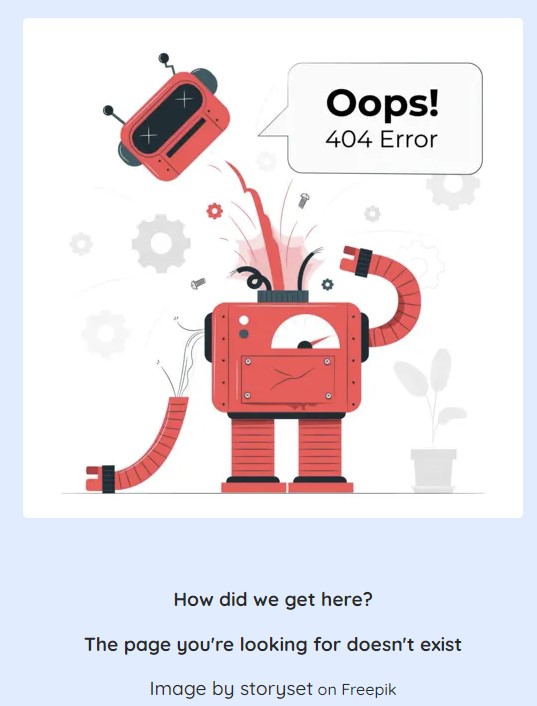 Oops!
404 Error
How did we get here?
The page you're looking for doesn't exist
Image by storyset on Freepik